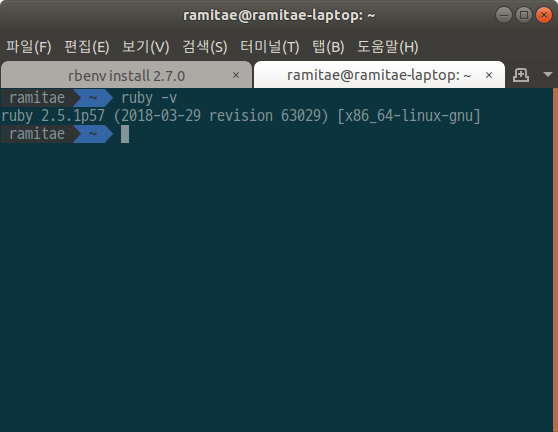 ramitae@ramitae-laptop: ~
파일(F) 편집(E) 보기(V) 검색(S) 터미널(T) 탭(B) 도움말(H)
rbenv install 2.7.0 × ramitae@ramitae-laptop: ~ ×
ramitae ~ ruby -v
ruby 2.5.1p57 (2018-03-29 revision 63029) [x86_64-linux-gnu]
ramitae ~